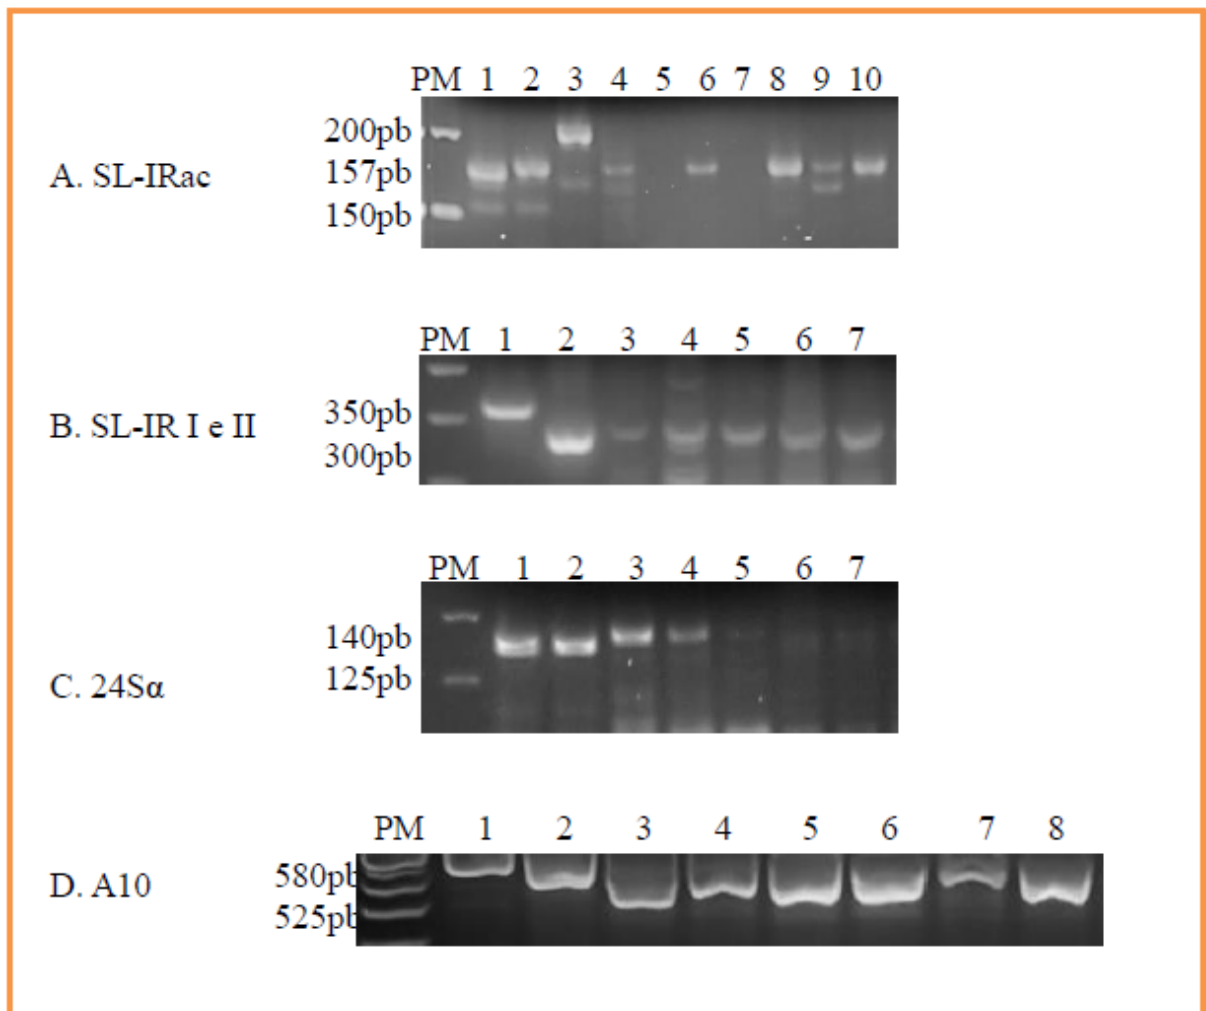 PM 1 2 3 4 5 6 7 8 9 10
200pb
A. SL-IRac
157pb
150pb
PM 1 2 3 4 5 6 7
350pb
B. SL-IR I e II
300pb
PM 1 2 3 4 5 6 7
140pb
C. 24Sα
125pb
PM 1 2 3 4 5 6 7 8
580pb
D. A10
525pb